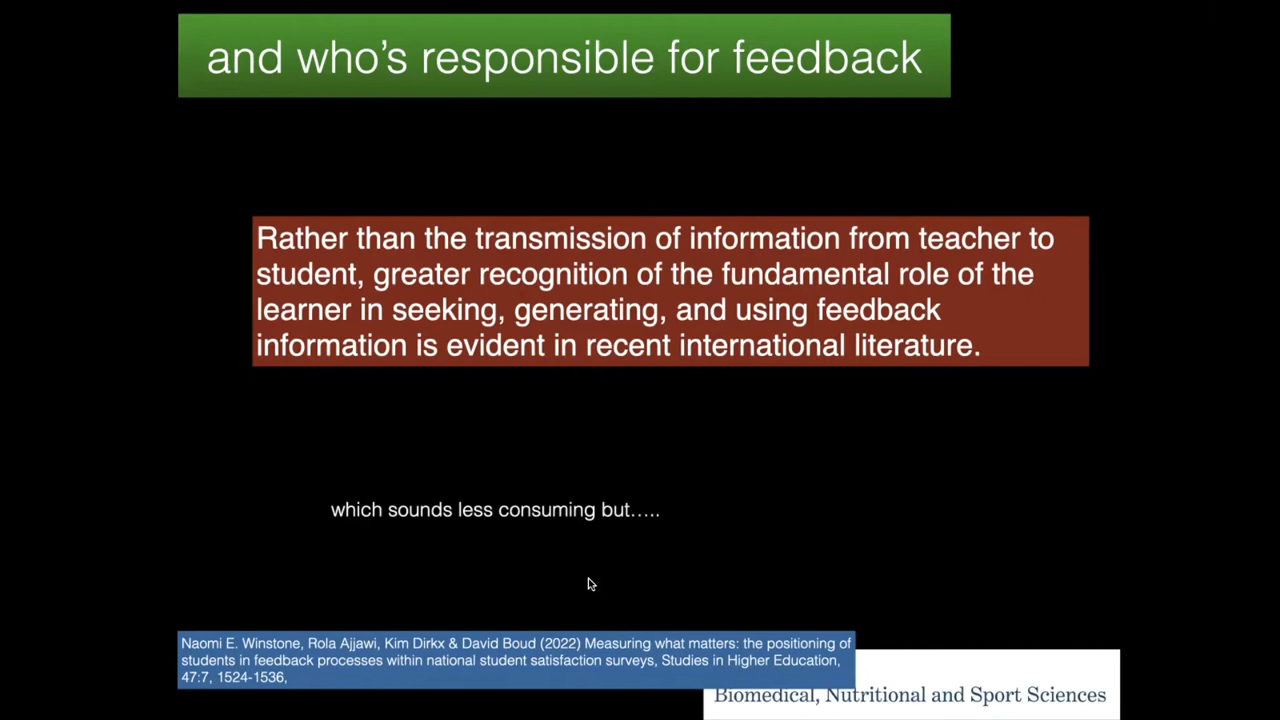 and who’s responsible for feedback
Rather than the transmission of information from teacher to
student, greater recognition of the fundamental role of the
learner in seeking, generating, and using feedback
information is evident in recent international literature.
which sounds less consuming but…..
Naomi E. Winstone, Rola Ajjawi, Kim Dirkx & David Boud (2022) Measuring what matters: the positioning of
students in feedback processes within national student satisfaction surveys, Studies in Higher Education,
47:7, 1524-1536,
Biomedical, Nutritional and Sport Sciences